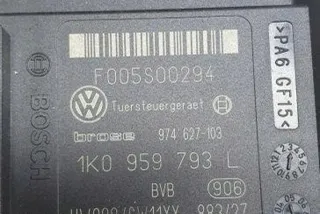 F005S00294
Tuersteuergeraet
brose 974 627-103
1K0 959 793 L
BVB 906
BOSCH
>PA6 GF15<